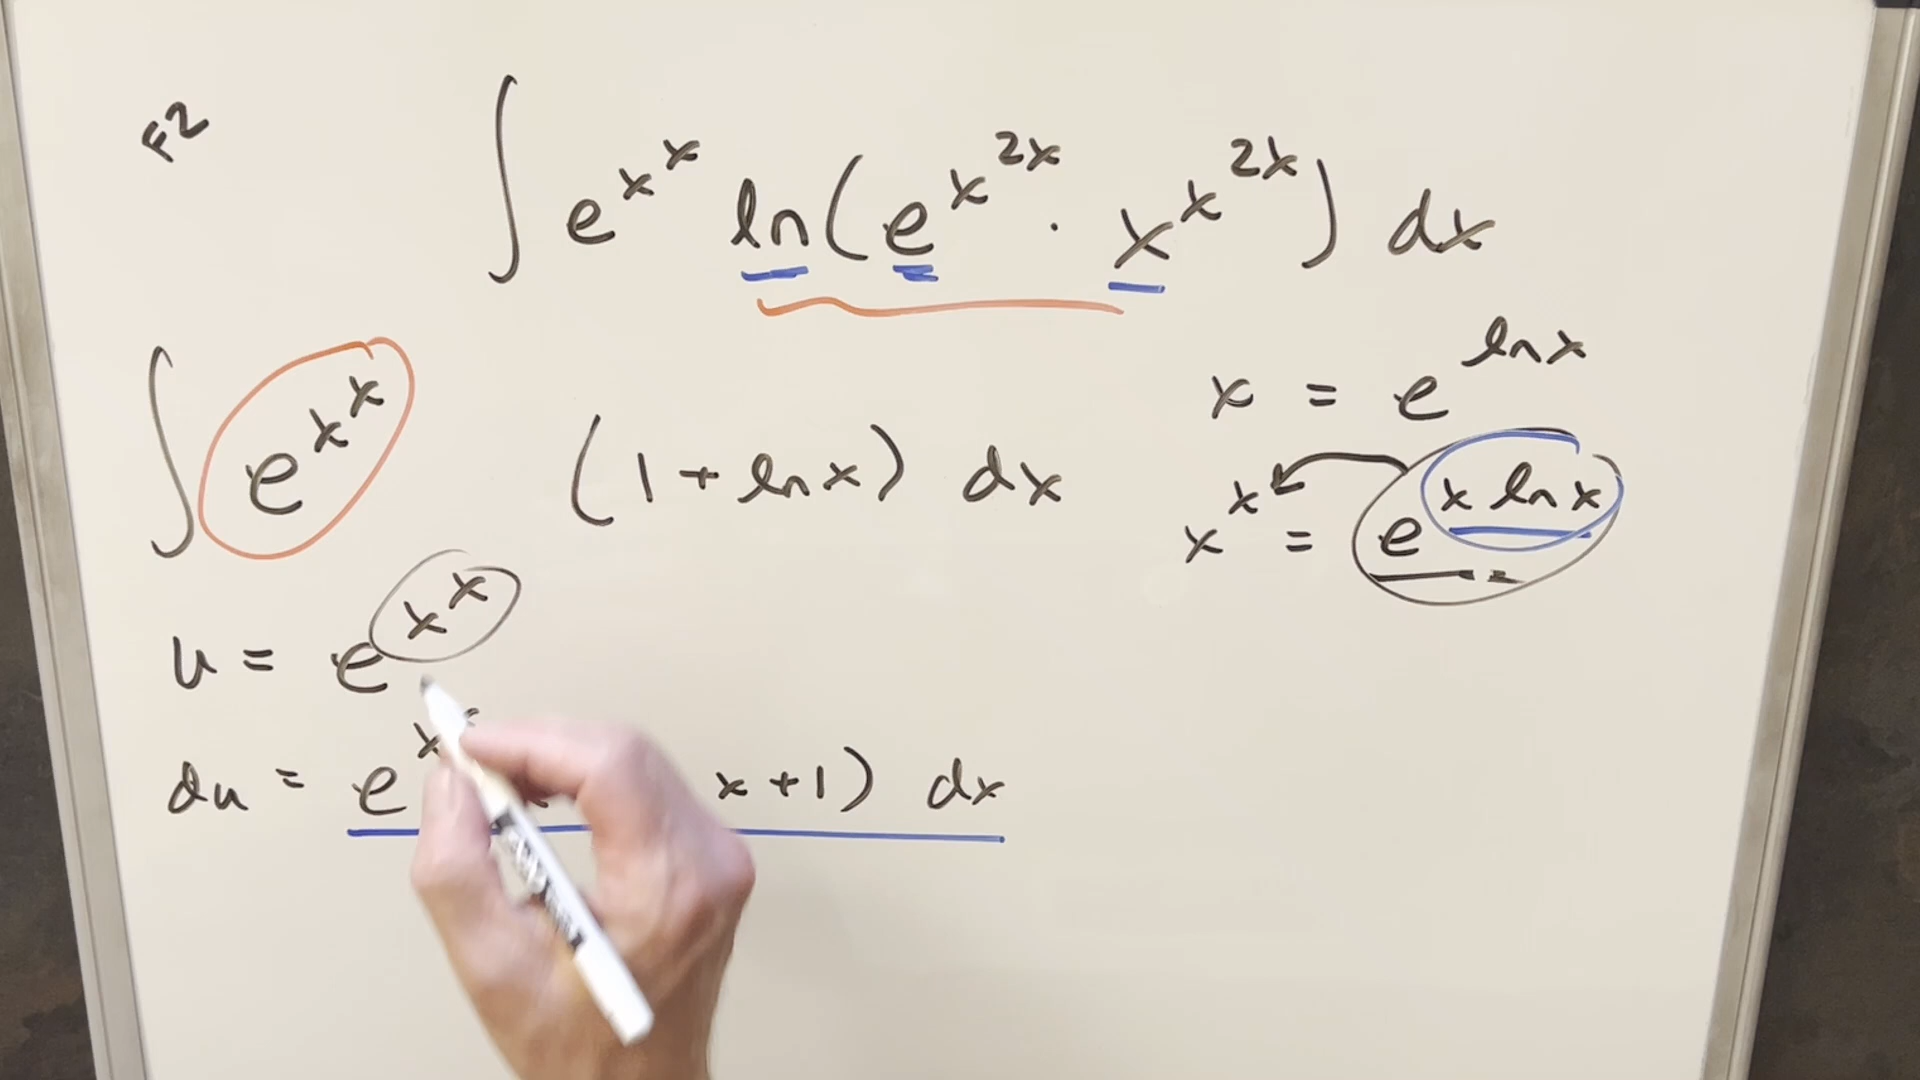 F2
∫ e^{x^x} ln(e^{x^{2x}} · x^{x^{2x}}) dx
∫ e^{x^x} (1 + ln x) dx
x = e^{ln x}
x^x = e^{x ln x}
u = e^{x^x}
du = e^{x^x} x + 1) dx